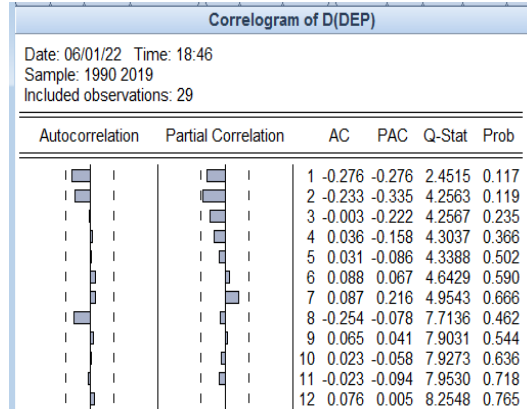 Correlogram of D(DEP)
Date: 06/01/22 Time: 18:46
Sample: 1990 2019
Included observations: 29
Autocorrelation Partial Correlation AC PAC Q-Stat Prob
1 -0.276 -0.276 2.4515 0.117
2 -0.233 -0.335 4.2563 0.119
3 -0.003 -0.222 4.2567 0.235
4 0.036 -0.158 4.3037 0.366
5 0.031 -0.086 4.3388 0.502
6 0.088 0.067 4.6429 0.590
7 0.087 0.216 4.9543 0.666
8 -0.254 -0.078 7.7136 0.462
9 0.065 0.041 7.9031 0.544
10 0.023 -0.058 7.9273 0.636
11 -0.023 -0.094 7.9530 0.718
12 0.076 0.005 8.2548 0.765